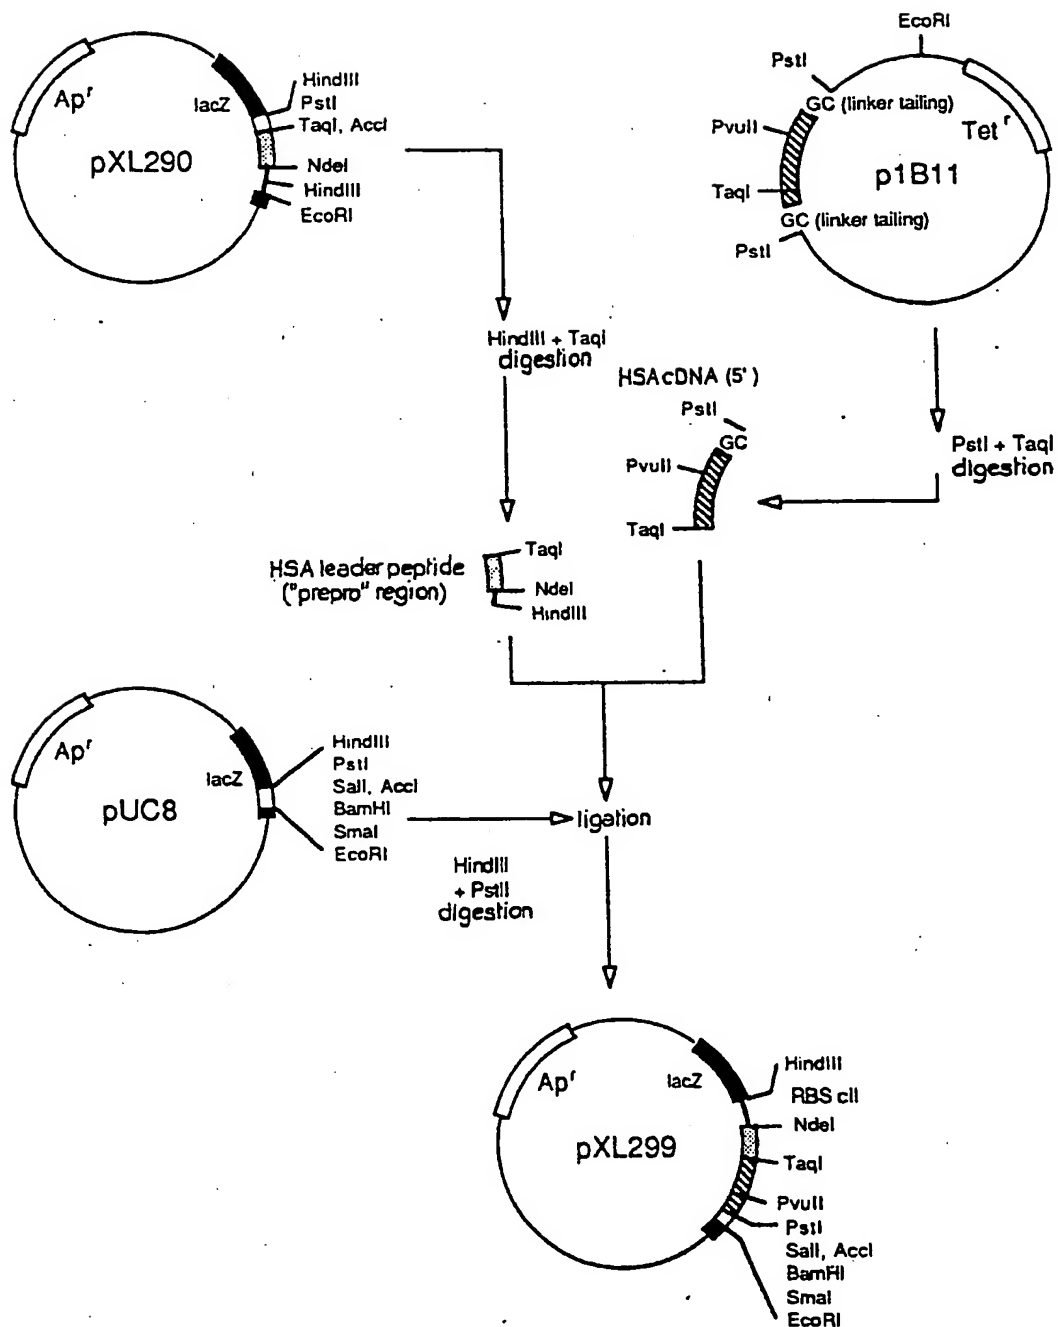 Ap^r
lacZ
pXL290
HindIII
PstI
TaqI, AccI
NdeI
HindIII
EcoRI
EcoRI
PstI
GC (linker tailing)
Tet^r
PvuII
p1B11
TaqI
GC (linker tailing)
PstI
HindIII + TaqI
digestion
HSA cDNA (5')
PstI
GC
PvuII
TaqI
PstI + TaqI
digestion
HSA leader peptide
("prepro" region)
TaqI
NdeI
HindIII
Ap^r
lacZ
pUC8
HindIII
PstI
SalI, AccI
BamHI
SmaI
EcoRI
HindIII
+ PstII
digestion
ligation
Ap^r
lacZ
pXL299
HindIII
RBS cII
NdeI
TaqI
PvuII
PstI
SalI, AccI
BamHI
SmaI
EcoRI